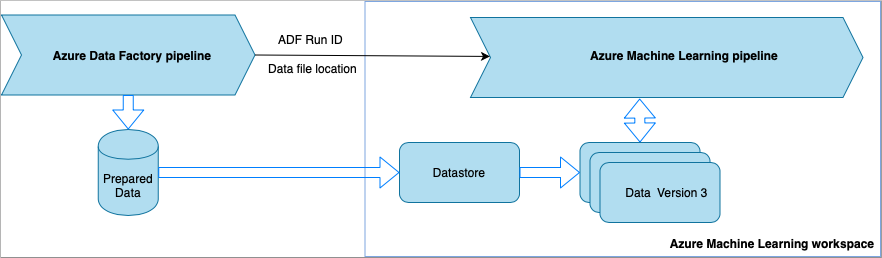 Azure Data Factory pipeline
ADF Run ID
Data file location
Azure Machine Learning pipeline
Prepared
Data
Datastore
Data  Version 3
Azure Machine Learning workspace